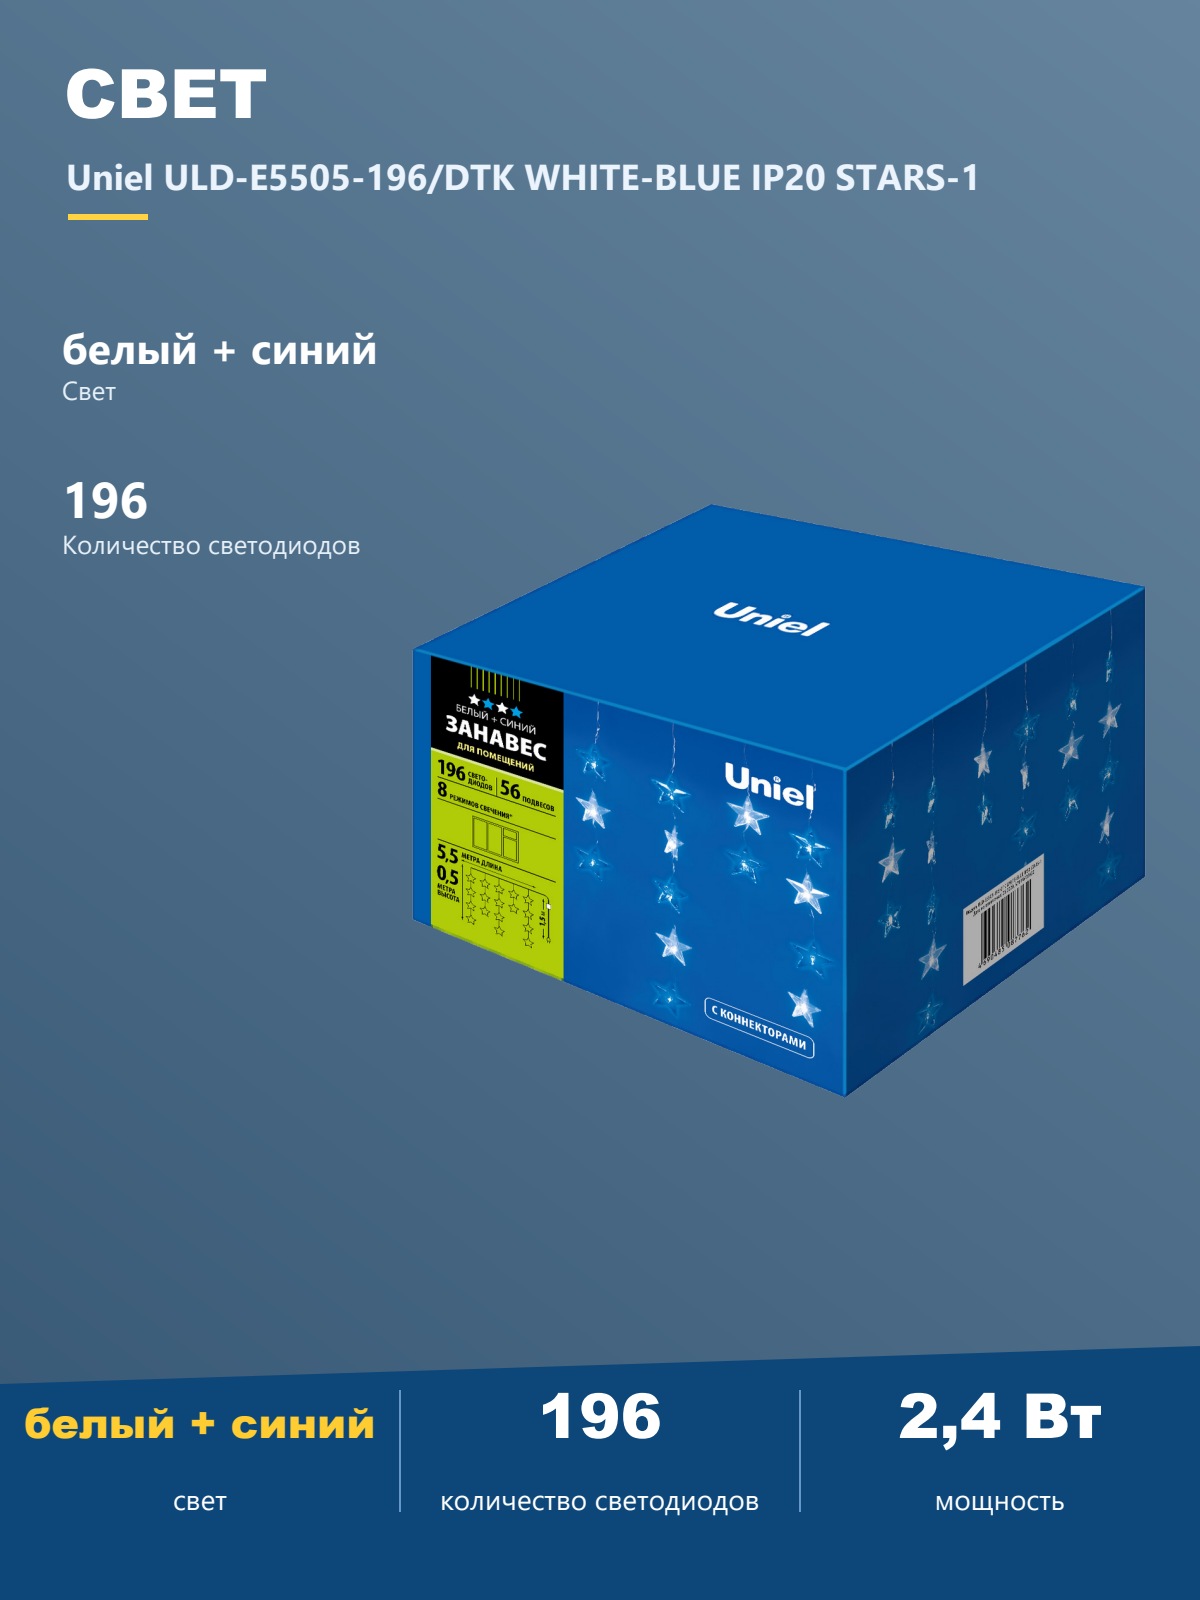 СВЕТ
Uniel ULD-E5505-196/DTK WHITE-BLUE IP20 STARS-1
белый + синий
Свет
196
Количество светодиодов
Uniel
БЕЛЫЙ + СИНИЙ
ЗАНАВЕС
ДЛЯ ПОМЕЩЕНИЙ
196 СВЕТО-ДИОДОВ 56 ПОДВЕСОВ
8 РЕЖИМОВ СВЕЧЕНИЯ*
5,5 МЕТРА ДЛИНА
0,5 МЕТРА ВЫСОТА
1,5 м
Uniel
С КОННЕКТОРАМИ
белый + синий
свет
196
количество светодиодов
2,4 Вт
мощность